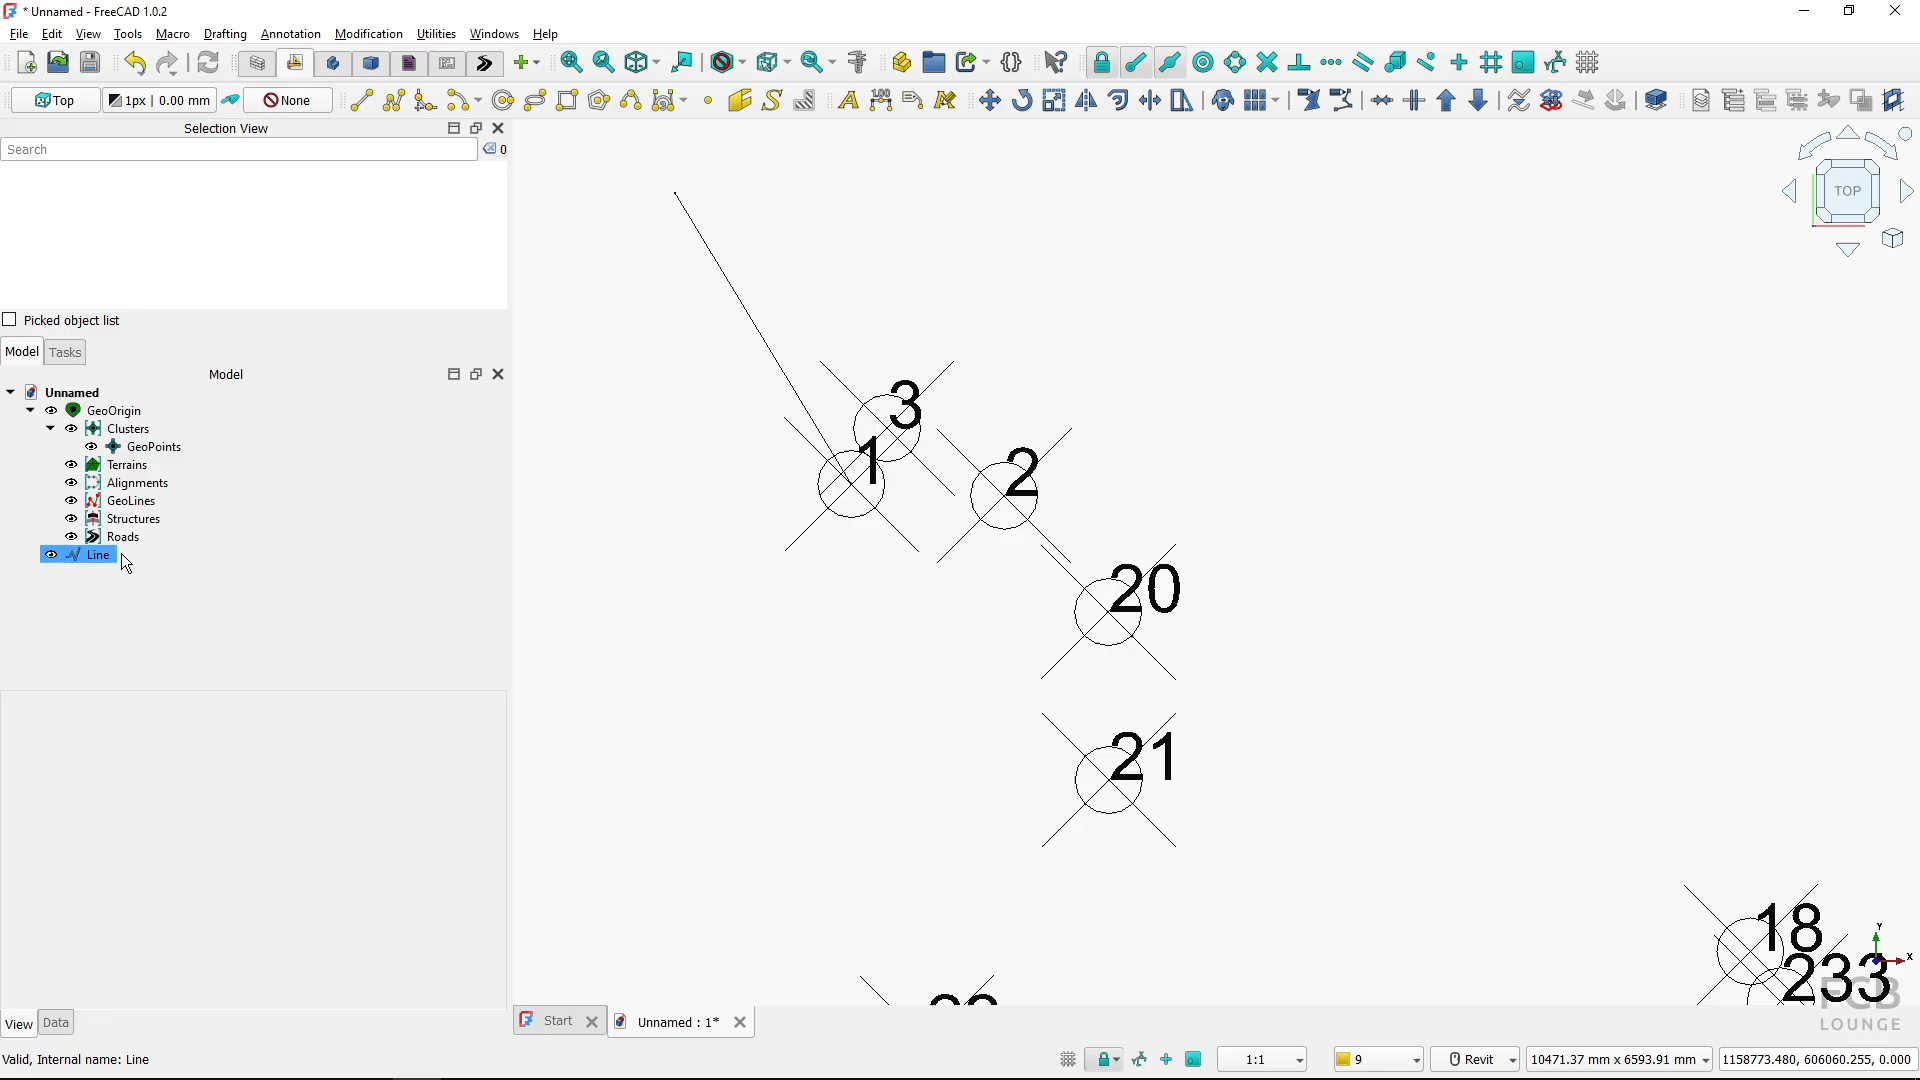 * Unnamed - FreeCAD 1.0.2
File Edit View Tools Macro Drafting Annotation Modification Utilities Windows Help
Top 1px | 0.00 mm None
Selection View
Search
0
Picked object list
Model Tasks
Model
Unnamed
GeoOrigin
Clusters
GeoPoints
Terrains
Alignments
GeoLines
Structures
Roads
Line
TOP
3
1
2
20
21
18
233
Y
X
FCB
LOUNGE
View Data
Start Unnamed : 1*
Valid, Internal name: Line
1:1 9 Revit 10471.37 mm x 6593.91 mm 1158773.480, 606060.255, 0.000